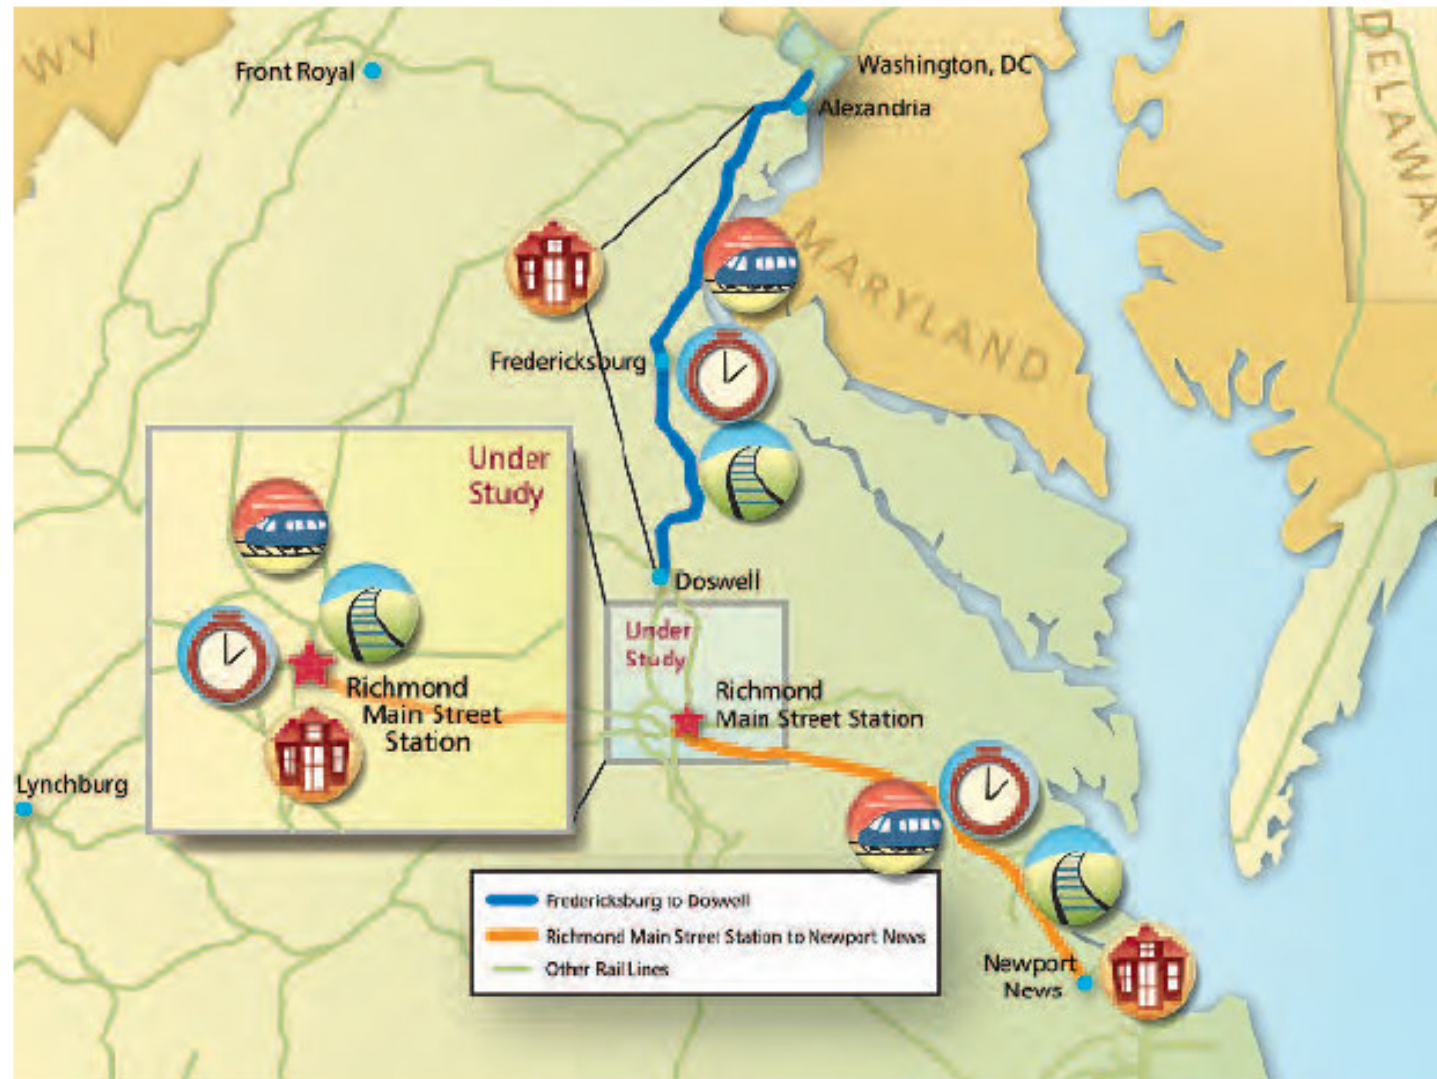 WV
Front Royal
Washington, DC
Alexandria
DELAWAR
MARYLAND
Fredericksburg
Under
Study
Doswell
Under
Study
Richmond
Main Street
Station
Richmond
Main Street Station
Lynchburg
Fredericksburg to Doswell
Richmond Main Street Station to Newport News
Other Rail Lines
Newport
News